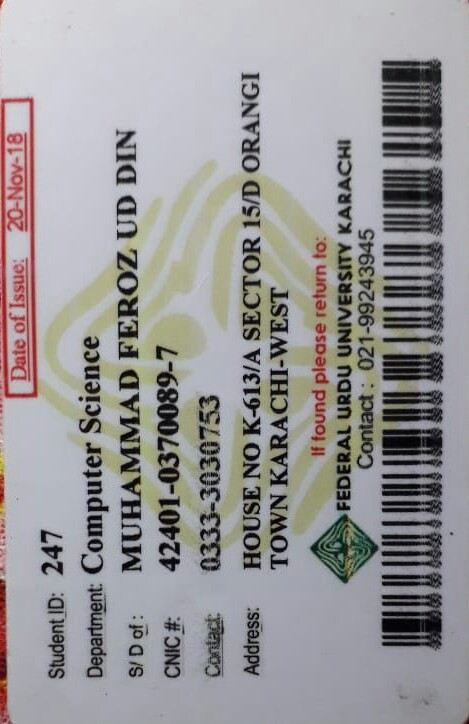 Date of Issue: 20-Nov-18
Student ID: 247
Department: Computer Science
S/ D of : MUHAMMAD FEROZ UD DIN
CNIC #: 42401-0370089-7
Contact: 0333-3030753
Address: HOUSE NO K-613/A SECTOR 15/D ORANGI
TOWN KARACHI-WEST
If found please return to:
FEDERAL URDU UNIVERSITY KARACHI
Contact : 021-99243945